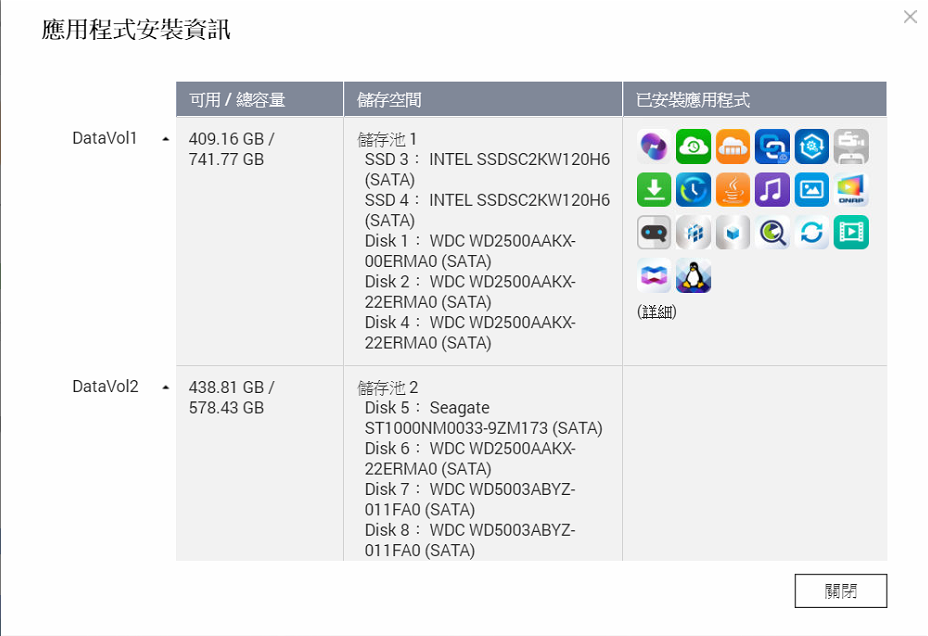 應用程式安裝資訊
可用 / 總容量
儲存空間
已安裝應用程式
DataVol1
409.16 GB /
741.77 GB
儲存池 1
SSD 3： INTEL SSDSC2KW120H6
(SATA)
SSD 4： INTEL SSDSC2KW120H6
(SATA)
Disk 1： WDC WD2500AAKX-
00ERMA0 (SATA)
Disk 2： WDC WD2500AAKX-
22ERMA0 (SATA)
Disk 4： WDC WD2500AAKX-
22ERMA0 (SATA)
QNAP
(詳細)
DataVol2
438.81 GB /
578.43 GB
儲存池 2
Disk 5： Seagate
ST1000NM0033-9ZM173 (SATA)
Disk 6： WDC WD2500AAKX-
22ERMA0 (SATA)
Disk 7： WDC WD5003ABYZ-
011FA0 (SATA)
Disk 8： WDC WD5003ABYZ-
011FA0 (SATA)
關閉